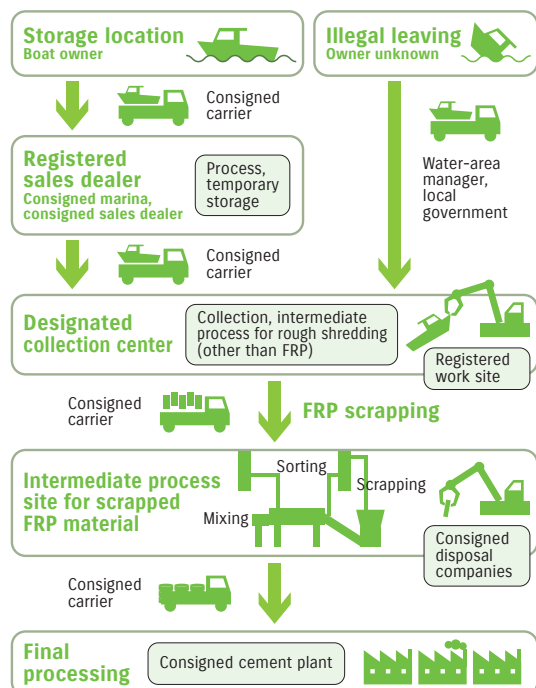 Storage location
Boat owner
Illegal leaving
Owner unknown
Consigned
carrier
Registered
sales dealer
Consigned marina,
consigned sales dealer
Process,
temporary
storage
Water-area
manager,
local
government
Consigned
carrier
Designated
collection center
Collection, intermediate
process for rough shredding
(other than FRP)
Registered
work site
Consigned
carrier
FRP scrapping
Intermediate process
site for scrapped
FRP material
Sorting
Scrapping
Mixing
Consigned
disposal
companies
Consigned
carrier
Final
processing
Consigned cement plant